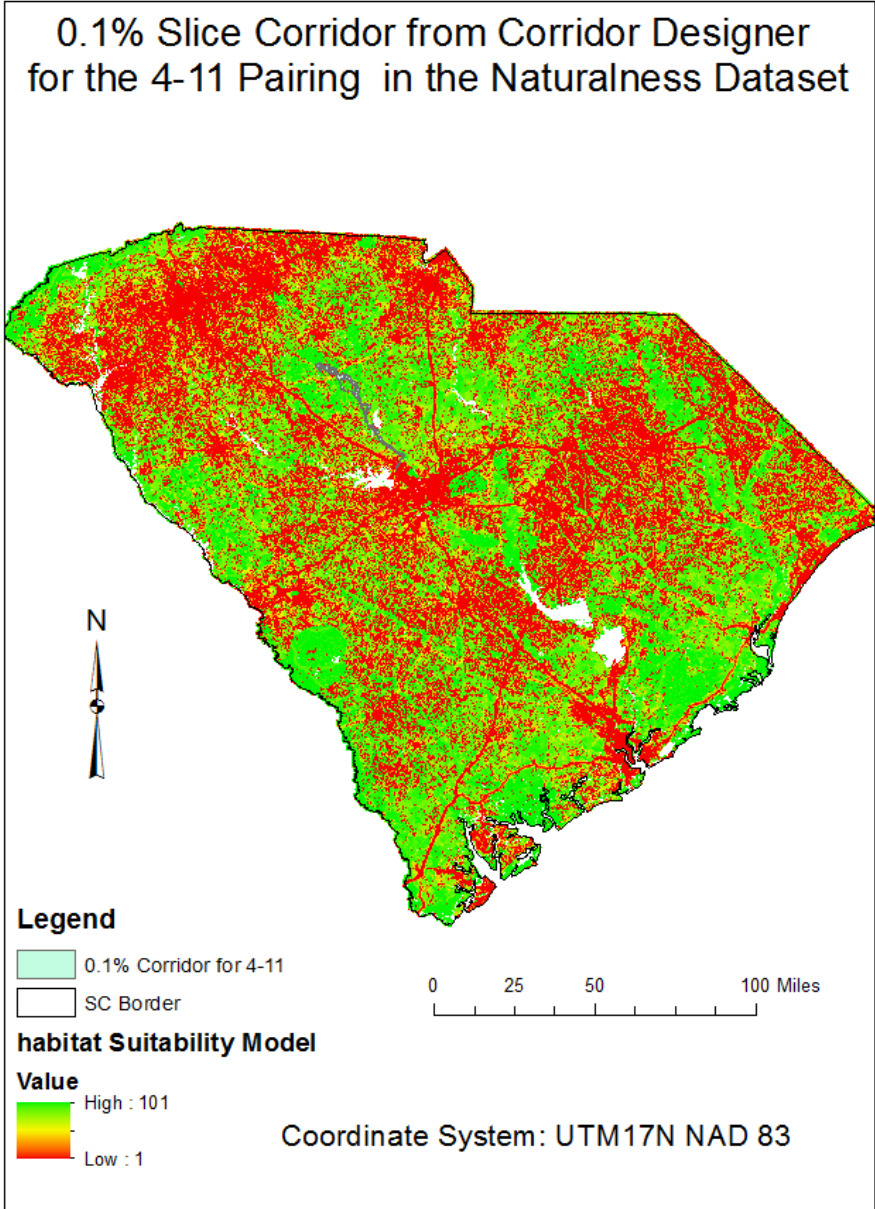 0.1% Slice Corridor from Corridor Designer
for the 4-11 Pairing in the Naturalness Dataset
N
Legend
0.1% Corridor for 4-11
SC Border
habitat Suitability Model
Value
High : 101
Low : 1
0 25 50 100 Miles
Coordinate System: UTM17N NAD 83